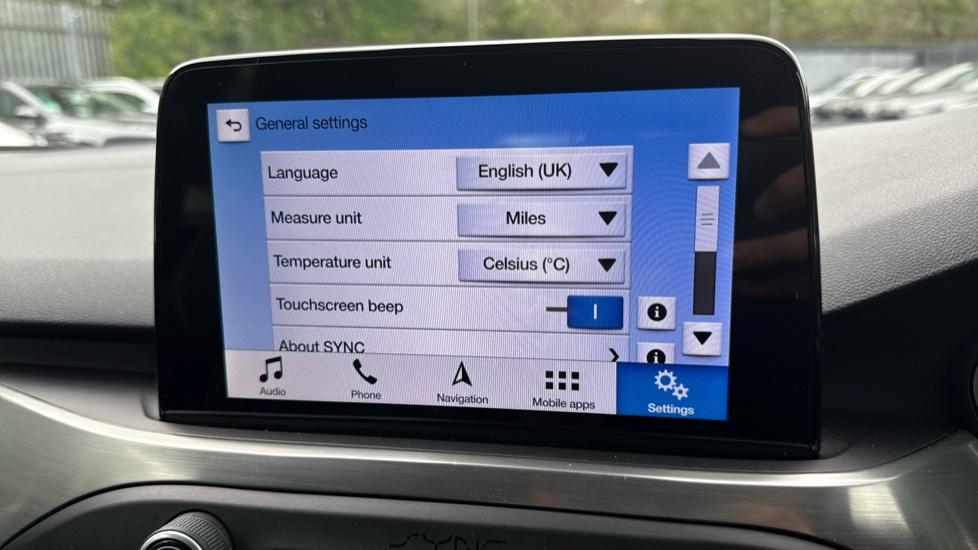 General settings
Language English (UK)
Measure unit Miles
Temperature unit Celsius (°C)
Touchscreen beep I
About SYNC
Audio Phone Navigation Mobile apps Settings
SYNC